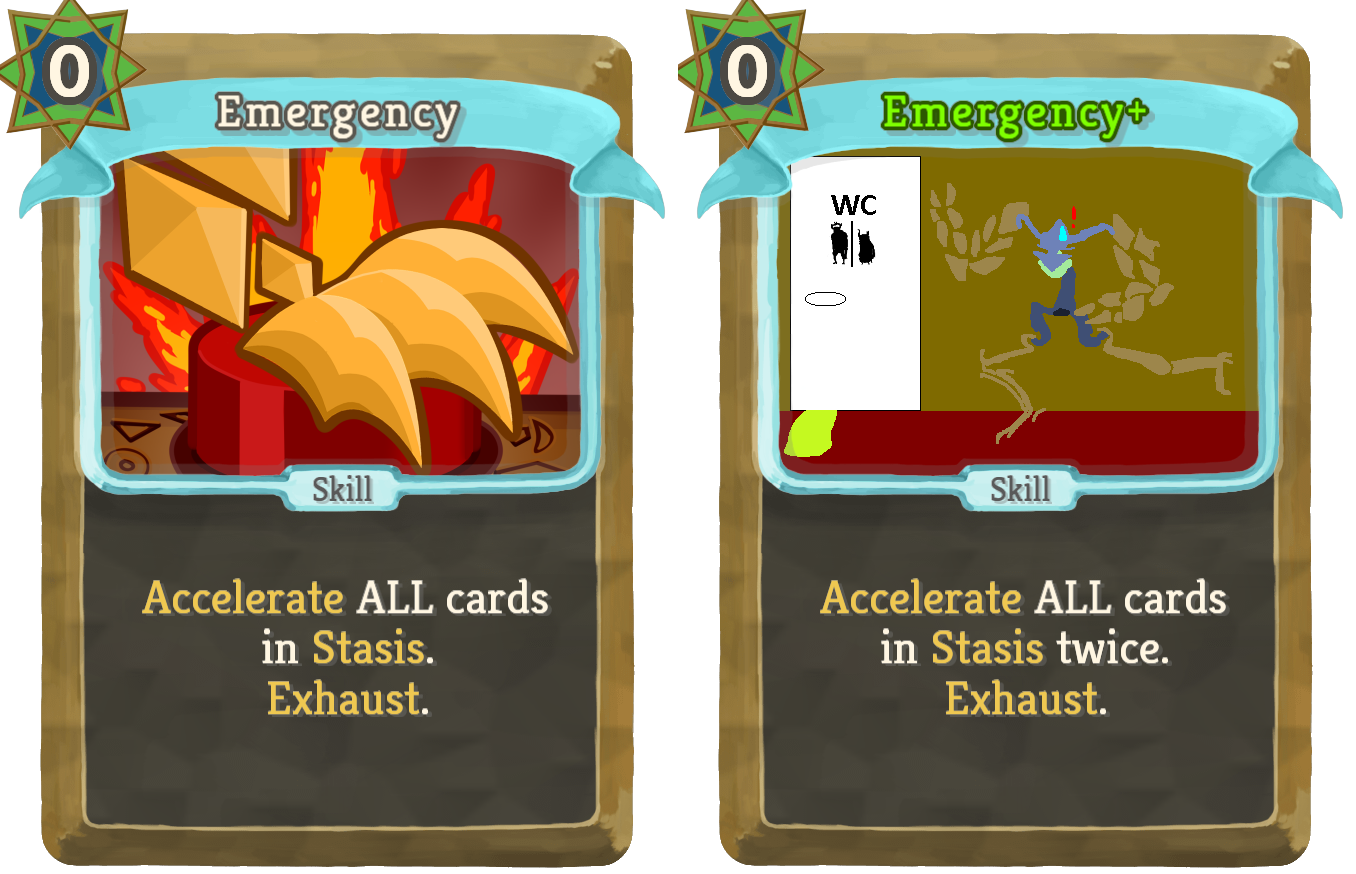 0
Emergency
Skill
Accelerate ALL cards
in Stasis.
Exhaust.
0
Emergency+
WC
!
Skill
Accelerate ALL cards
in Stasis twice.
Exhaust.